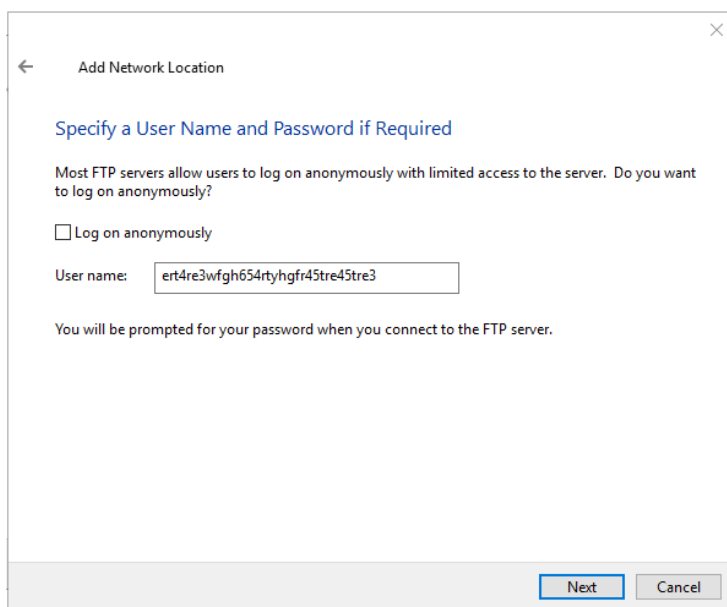 Add Network Location
Specify a User Name and Password if Required
Most FTP servers allow users to log on anonymously with limited access to the server.  Do you want
to log on anonymously?
Log on anonymously
User name: ert4re3wfgh654rtyhgfr45tre45tre3
You will be prompted for your password when you connect to the FTP server.
Next Cancel